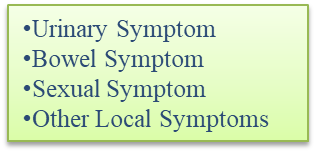 •Urinary Symptom
•Bowel Symptom
•Sexual Symptom
•Other Local Symptoms